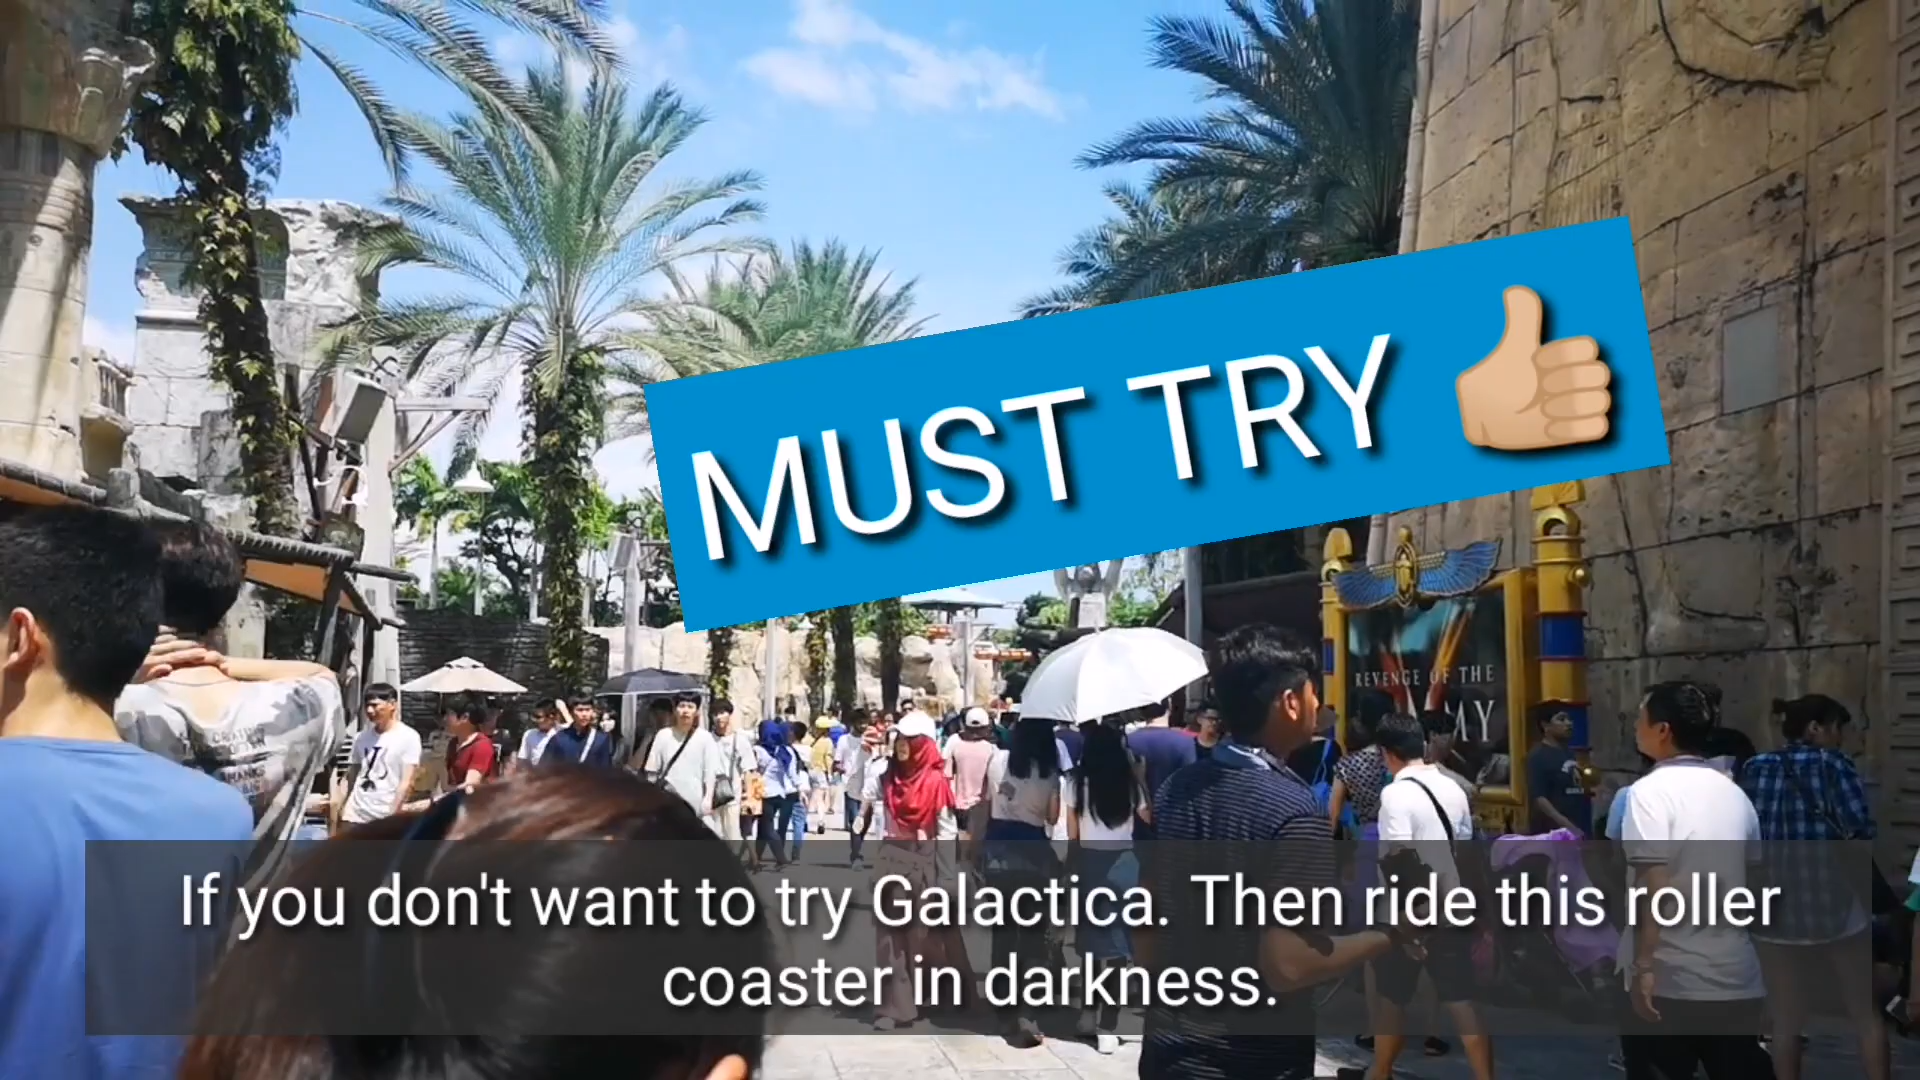 MUST TRY 👍🏼
REVENGE OF THE
If you don't want to try Galactica. Then ride this roller
coaster in darkness.